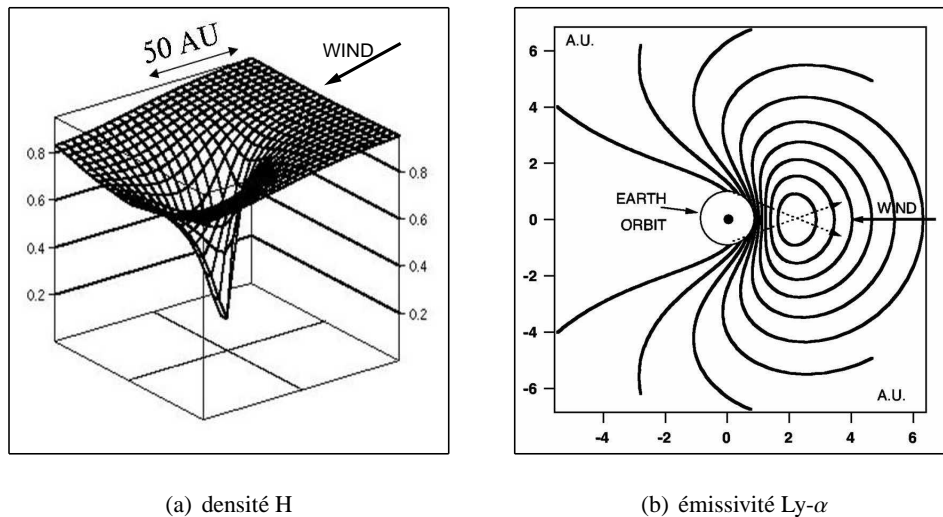 50 AU
WIND
0.8
0.6
0.4
0.2
0.8
0.6
0.4
0.2
A.U.
6
4
2
0
-2
-4
-6
EARTH
ORBIT
WIND
A.U.
-4 -2 0 2 4 6
(a) densité H
(b) émissivité Ly-α